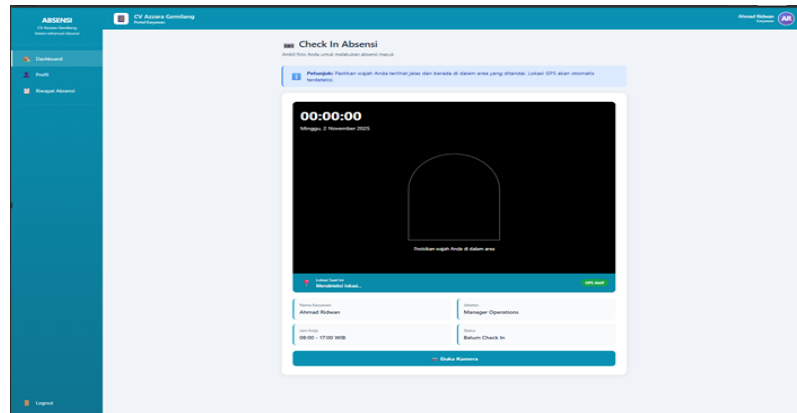 ABSENSI
CV Azzara Gemilang
Sistem Informasi Absensi
Dashboard
Profil
Riwayat Absensi
Logout
CV Azzara Gemilang
Portal Karyawan
Ahmad Ridwan
Karyawan
AR
Check In Absensi
Ambil foto Anda untuk melakukan absensi masuk
Petunjuk: Pastikan wajah Anda terlihat jelas dan berada di dalam area yang ditandai. Lokasi GPS akan otomatis
terdeteksi.
00:00:00
Minggu, 2 November 2025
Posisikan wajah Anda di dalam area
Lokasi Saat Ini
Mendeteksi lokasi...
GPS Aktif
Nama Karyawan
Ahmad Ridwan
Jabatan
Manager Operations
Jam Kerja
08:00 - 17:00 WIB
Status
Belum Check In
Buka Kamera